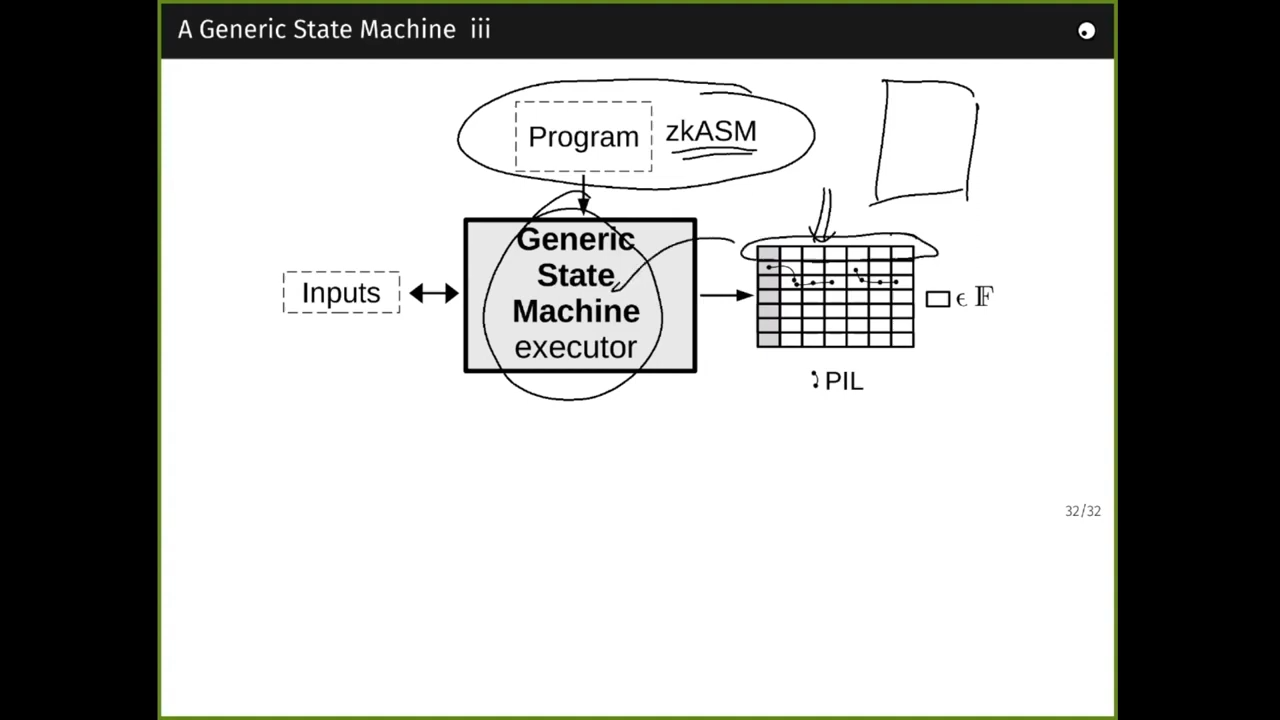 A Generic State Machine iii
Program zkASM
Generic
State
Machine
executor
Inputs
ϵ 𝔽
PIL
32/32